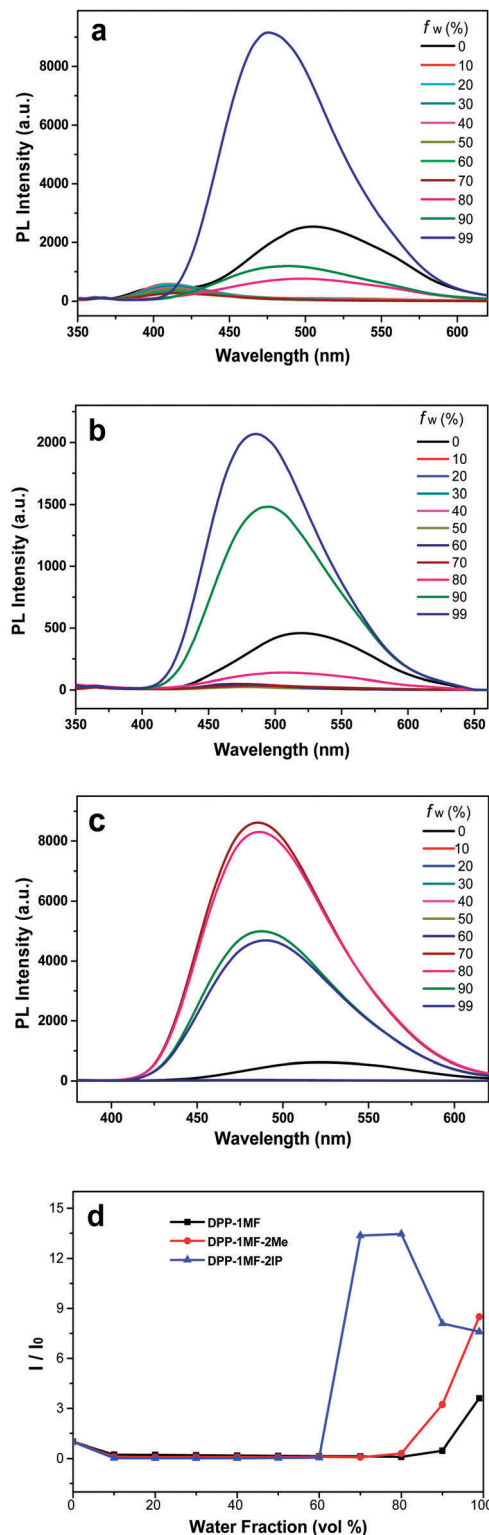 a
f w (%)
0
10
20
30
40
50
60
70
80
90
99
PL Intensity (a.u.)
8000
6000
4000
2000
0
350 400 450 500 550 600
Wavelength (nm)
b
f w (%)
0
10
20
30
40
50
60
70
80
90
99
PL Intensity (a.u.)
2000
1500
1000
500
0
350 400 450 500 550 600 650
Wavelength (nm)
c
f w (%)
0
10
20
30
40
50
60
70
80
90
99
PL Intensity (a.u.)
8000
6000
4000
2000
0
400 450 500 550 600
Wavelength (nm)
d
DPP-1MF
DPP-1MF-2Me
DPP-1MF-2IP
I / I0
15
12
9
6
3
0
0 20 40 60 80 100
Water Fraction (vol %)